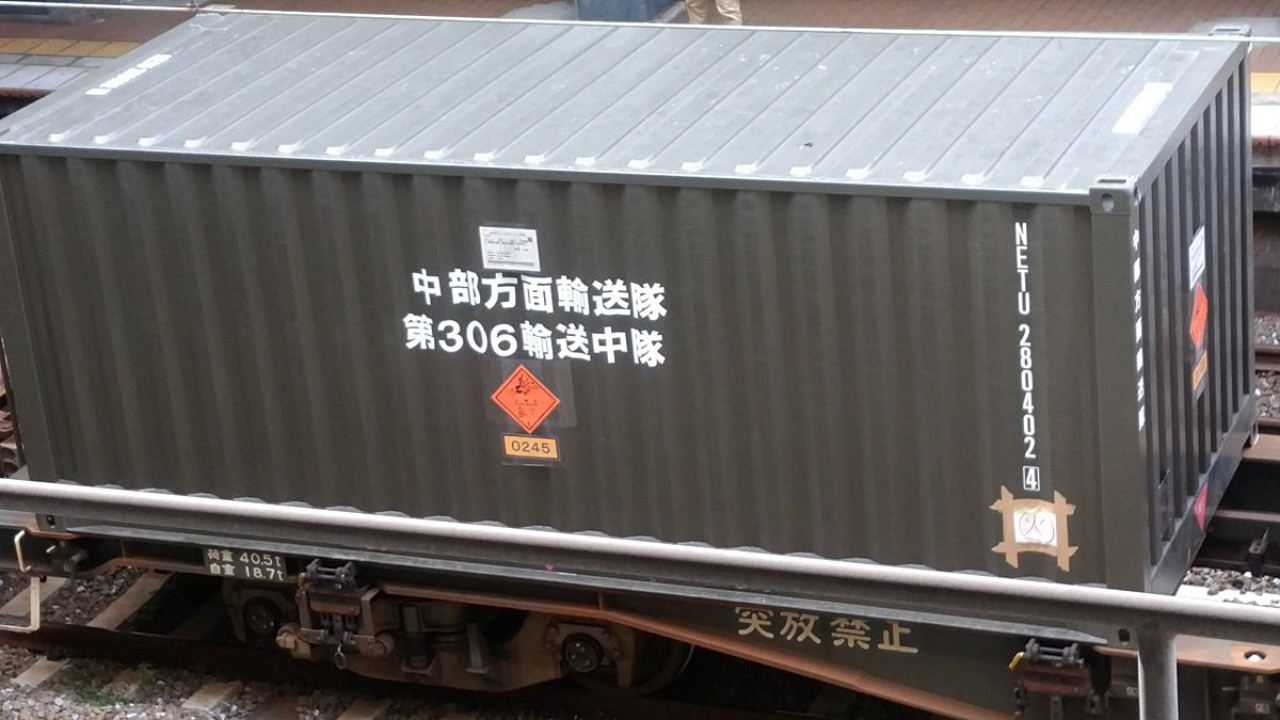 中部方面輸送隊
第306輸送中隊
0245
NETU 280402 4
火
荷重 40.5t
自重 18.7t
突放禁止